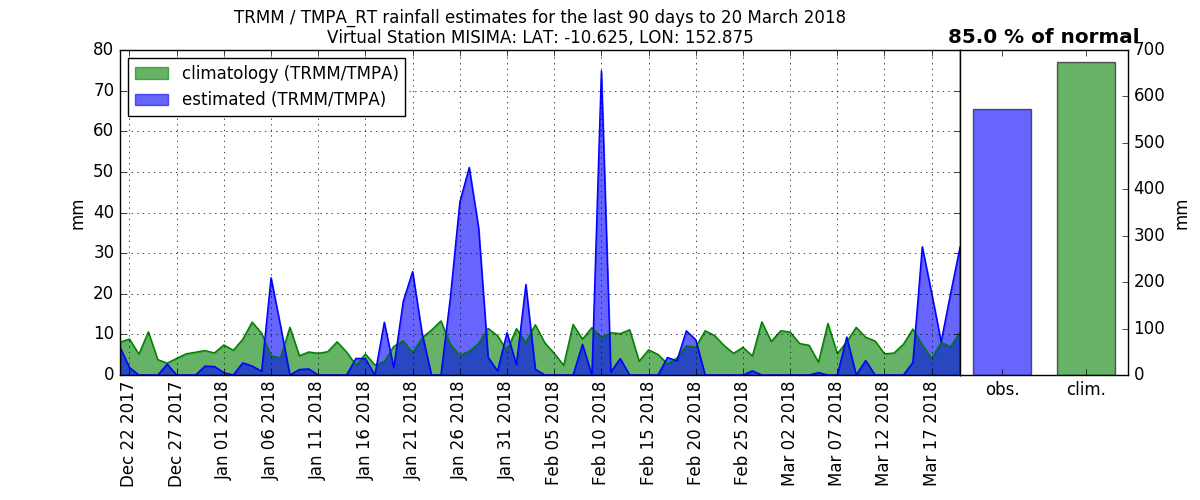 TRMM / TMPA_RT rainfall estimates for the last 90 days to 20 March 2018
Virtual Station MISIMA: LAT: -10.625, LON: 152.875
85.0 % of normal
climatology (TRMM/TMPA)
estimated (TRMM/TMPA)
80
70
60
50
40
30
20
10
0
mm
Dec 22 2017
Dec 27 2017
Jan 01 2018
Jan 06 2018
Jan 11 2018
Jan 16 2018
Jan 21 2018
Jan 26 2018
Jan 31 2018
Feb 05 2018
Feb 10 2018
Feb 15 2018
Feb 20 2018
Feb 25 2018
Mar 02 2018
Mar 07 2018
Mar 12 2018
Mar 17 2018
obs.
clim.
700
600
500
400
300
200
100
0
mm